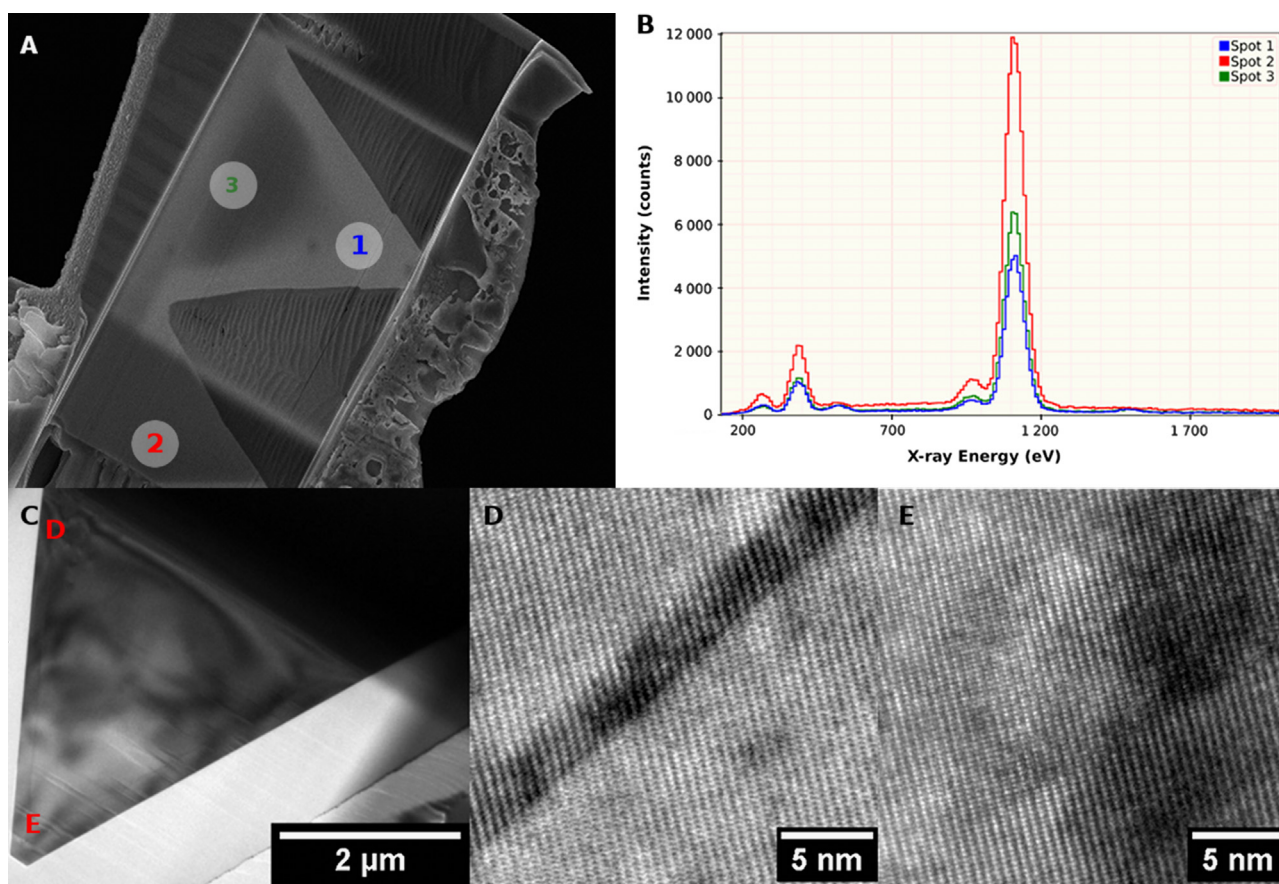 A
3
1
2
B
Intensity (counts)
12 000
10 000
8 000
6 000
4 000
2 000
0
200
700
1 200
1 700
X-ray Energy (eV)
Spot 1
Spot 2
Spot 3
C
D
E
2 µm
D
5 nm
E
5 nm